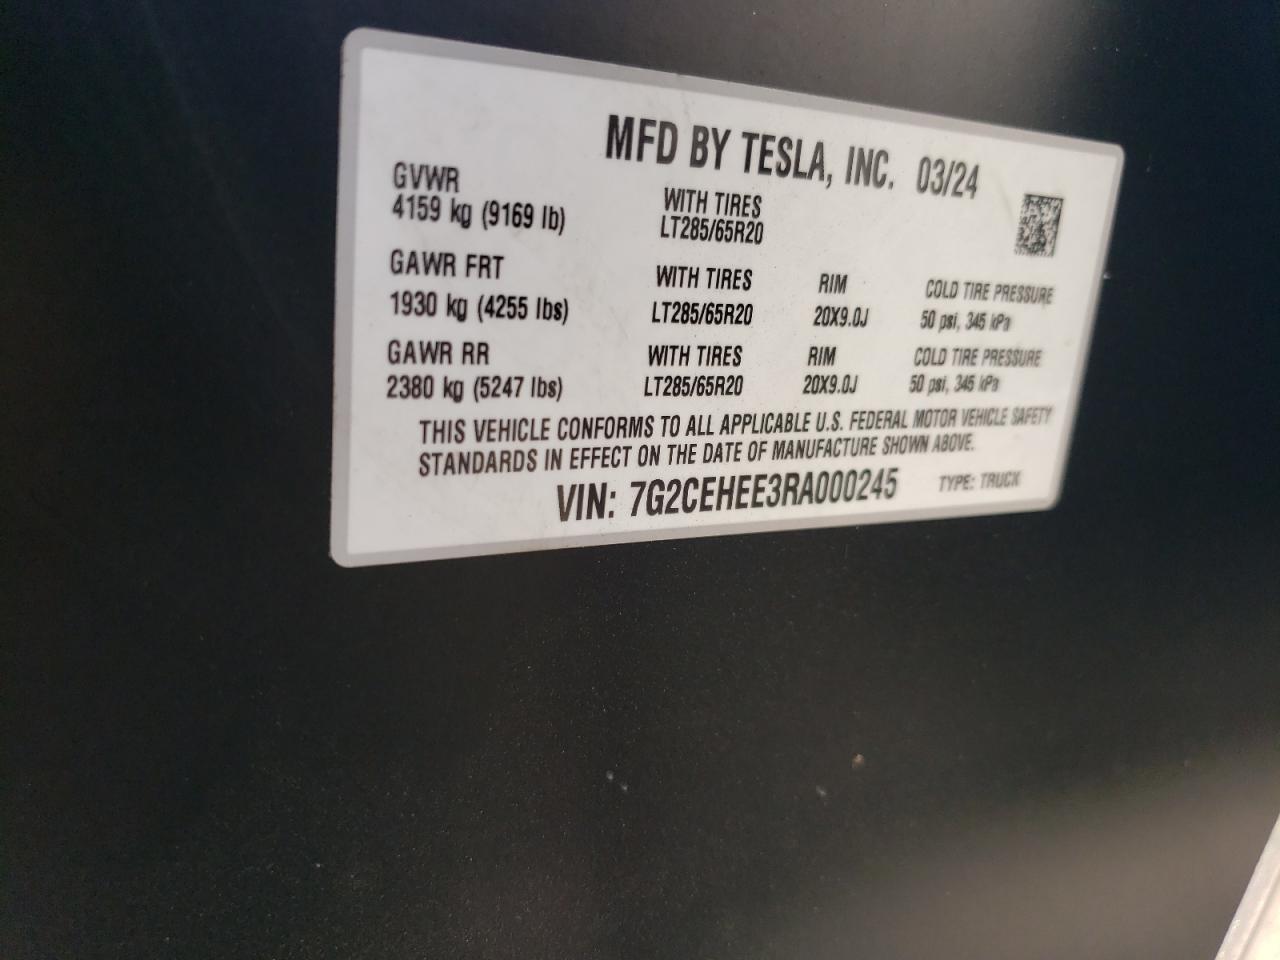 MFD BY TESLA, INC. 03/24
GVWR
4159 kg (9169 lb)
WITH TIRES
LT285/65R20
GAWR FRT WITH TIRES RIM COLD TIRE PRESSURE
1930 kg (4255 lbs) LT285/65R20 20X9.0J 50 psi, 345 kPa
GAWR RR WITH TIRES RIM COLD TIRE PRESSURE
2380 kg (5247 lbs) LT285/65R20 20X9.0J 50 psi, 345 kPa
THIS VEHICLE CONFORMS TO ALL APPLICABLE U.S. FEDERAL MOTOR VEHICLE SAFETY
STANDARDS IN EFFECT ON THE DATE OF MANUFACTURE SHOWN ABOVE.
VIN: 7G2CEHEE3RA000245 TYPE: TRUCK